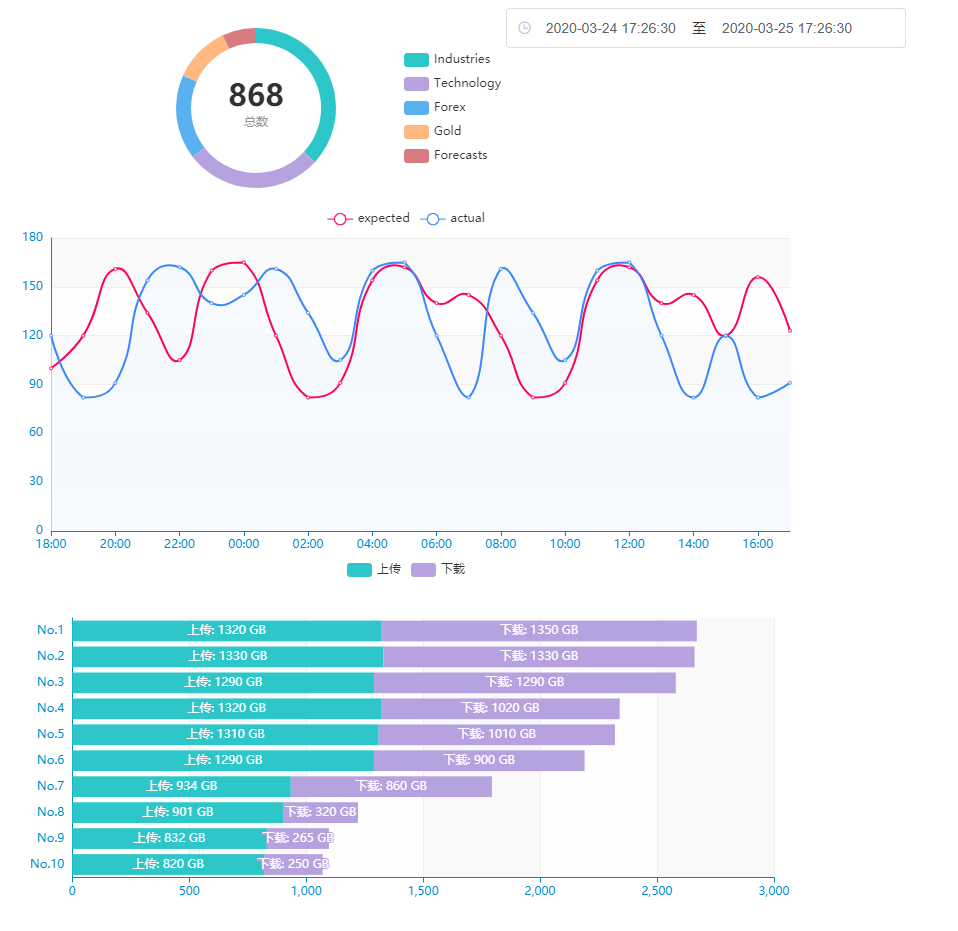 2020-03-24 17:26:30 至 2020-03-25 17:26:30
868
总数
Industries
Technology
Forex
Gold
Forecasts
expected actual
180
150
120
90
60
30
0
18:00 20:00 22:00 00:00 02:00 04:00 06:00 08:00 10:00 12:00 14:00 16:00
上传 下载
No.1 上传: 1320 GB 下载: 1350 GB
No.2 上传: 1330 GB 下载: 1330 GB
No.3 上传: 1290 GB 下载: 1290 GB
No.4 上传: 1320 GB 下载: 1020 GB
No.5 上传: 1310 GB 下载: 1010 GB
No.6 上传: 1290 GB 下载: 900 GB
No.7 上传: 934 GB 下载: 860 GB
No.8 上传: 901 GB 下载: 320 GB
No.9 上传: 832 GB 下载: 265 GB
No.10 上传: 820 GB 下载: 250 GB
0 500 1,000 1,500 2,000 2,500 3,000